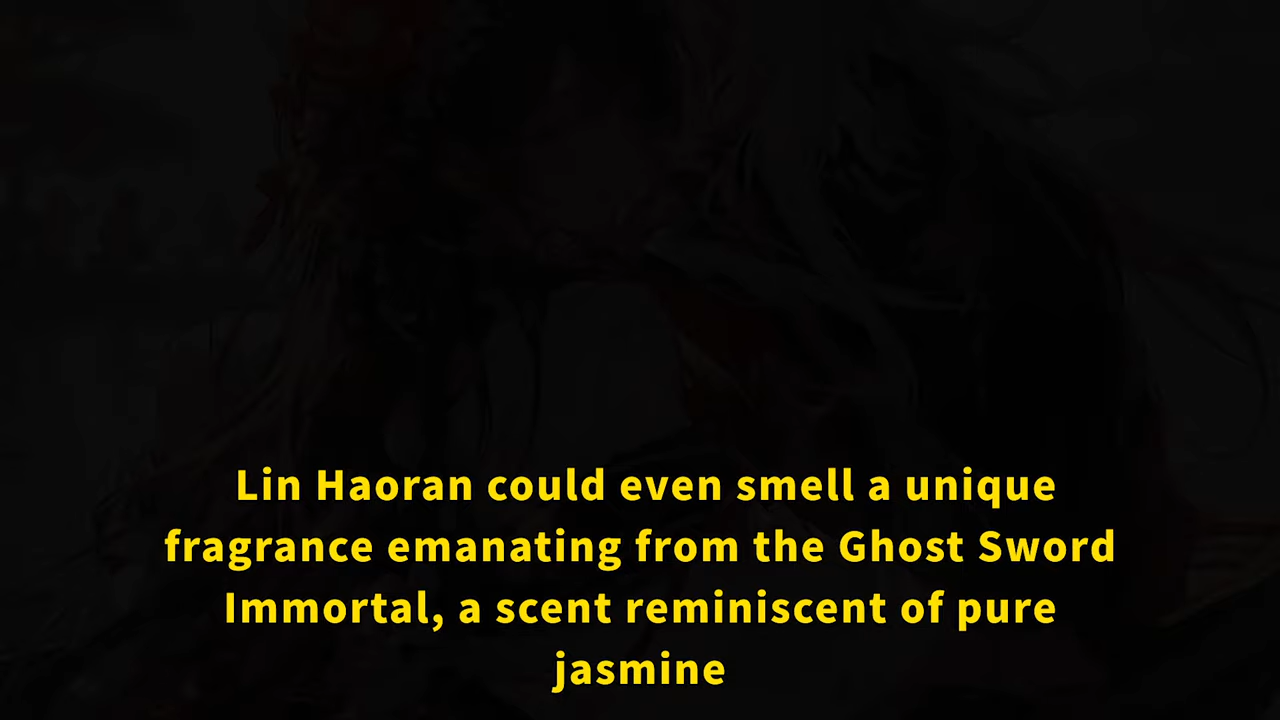 Lin Haoran could even smell a unique
fragrance emanating from the Ghost Sword
Immortal, a scent reminiscent of pure
jasmine